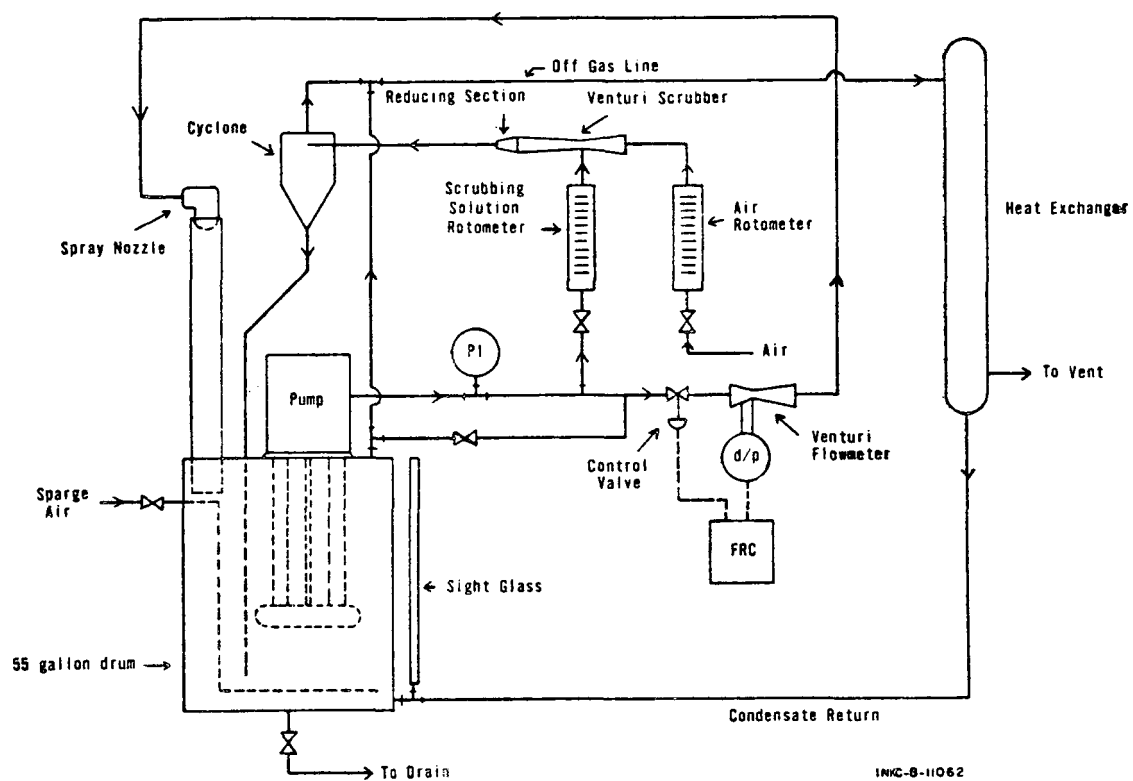 Off Gas Line
Reducing Section
Venturi Scrubber
Cyclone
Scrubbing
Solution
Rotometer
Air
Rotometer
Heat Exchanger
Spray Nozzle
P1
Air
To Vent
Pump
Control
Valve
d/p
Venturi
Flowmeter
Sparge
Air
FRC
Sight Glass
55 gallon drum
Condensate Return
To Drain
INKC-B-11062